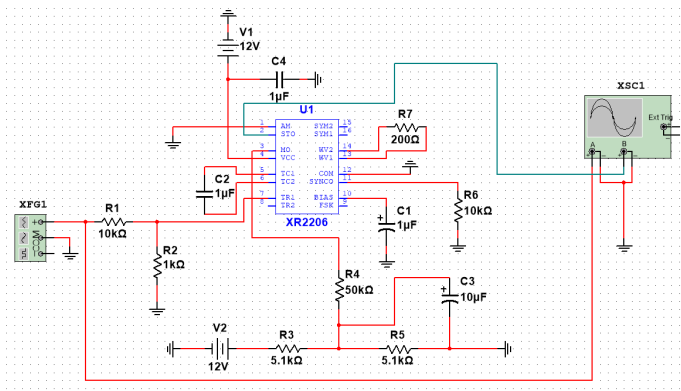 V1
12V
C4
1µF
XSC1
Ext Trig
A
B
U1
1 AM SYM2 15
2 STO SYM1 16
3 MO WV2 14
4 VCC WV1 13
5 TC1 COM 12
6 TC2 SYNCO 11
7 TR1 BIAS 10
8 TR2 FSK 9
XR2206
R7
200Ω
C2
1µF
R6
10kΩ
C1
1µF
XFG1
COM
R1
10kΩ
R2
1kΩ
R4
50kΩ
C3
10µF
V2
12V
R3
5.1kΩ
R5
5.1kΩ